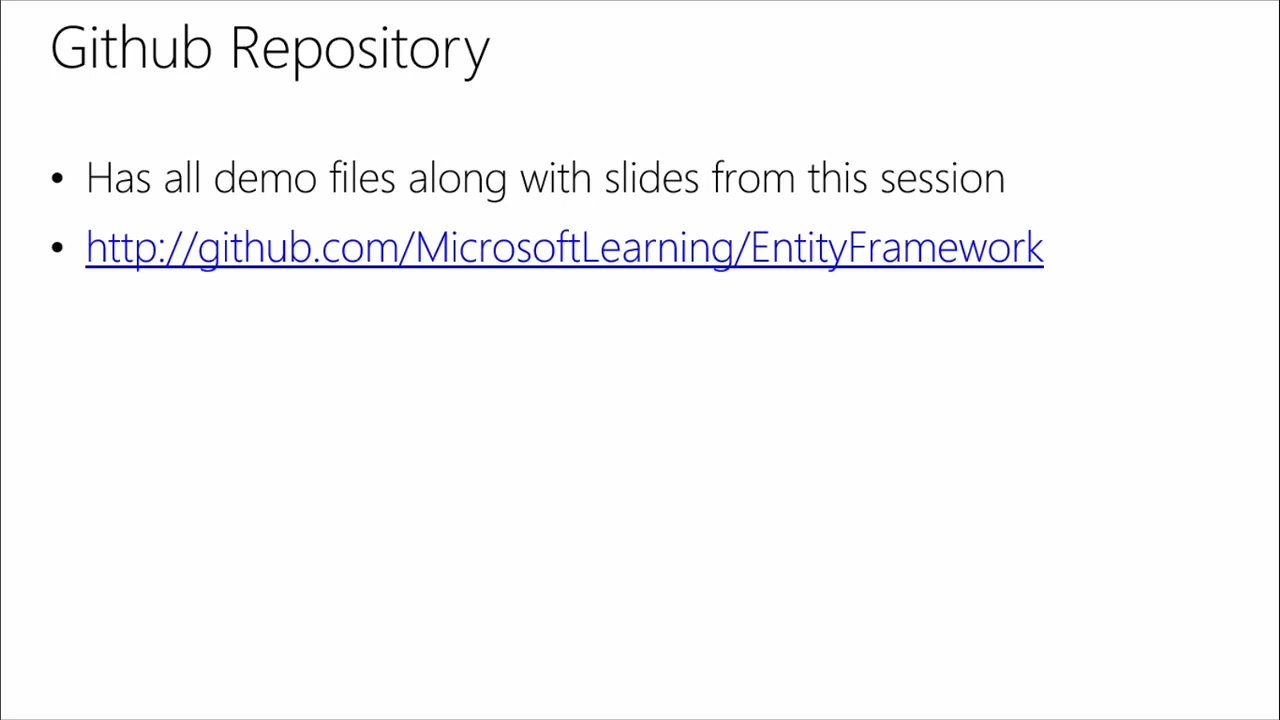 Github Repository
• Has all demo files along with slides from this session
• http://github.com/MicrosoftLearning/EntityFramework